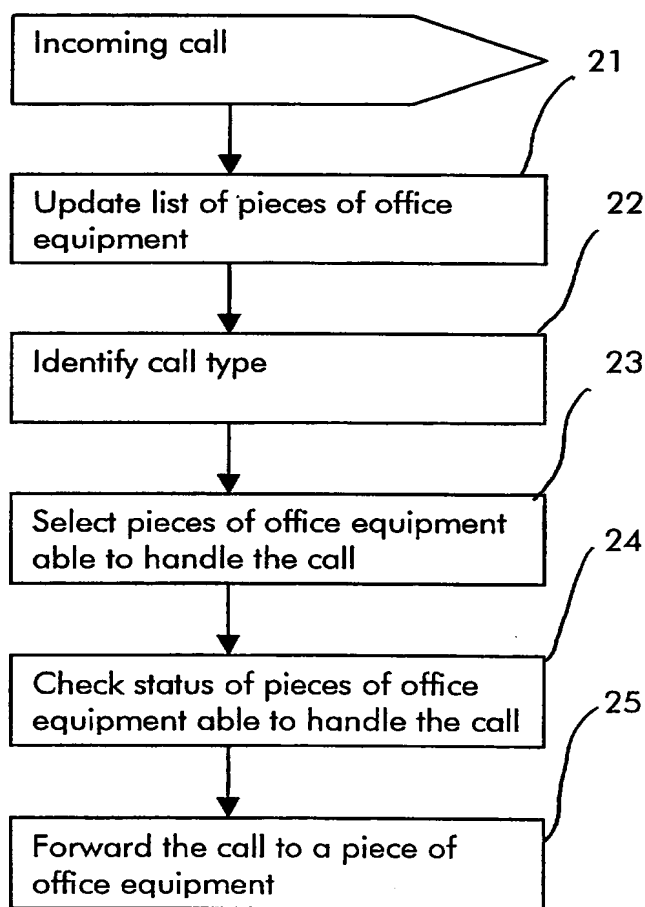 Incoming call
21
Update list of pieces of office
equipment
22
Identify call type
23
Select pieces of office equipment
able to handle the call
24
Check status of pieces of office
equipment able to handle the call
25
Forward the call to a piece of
office equipment